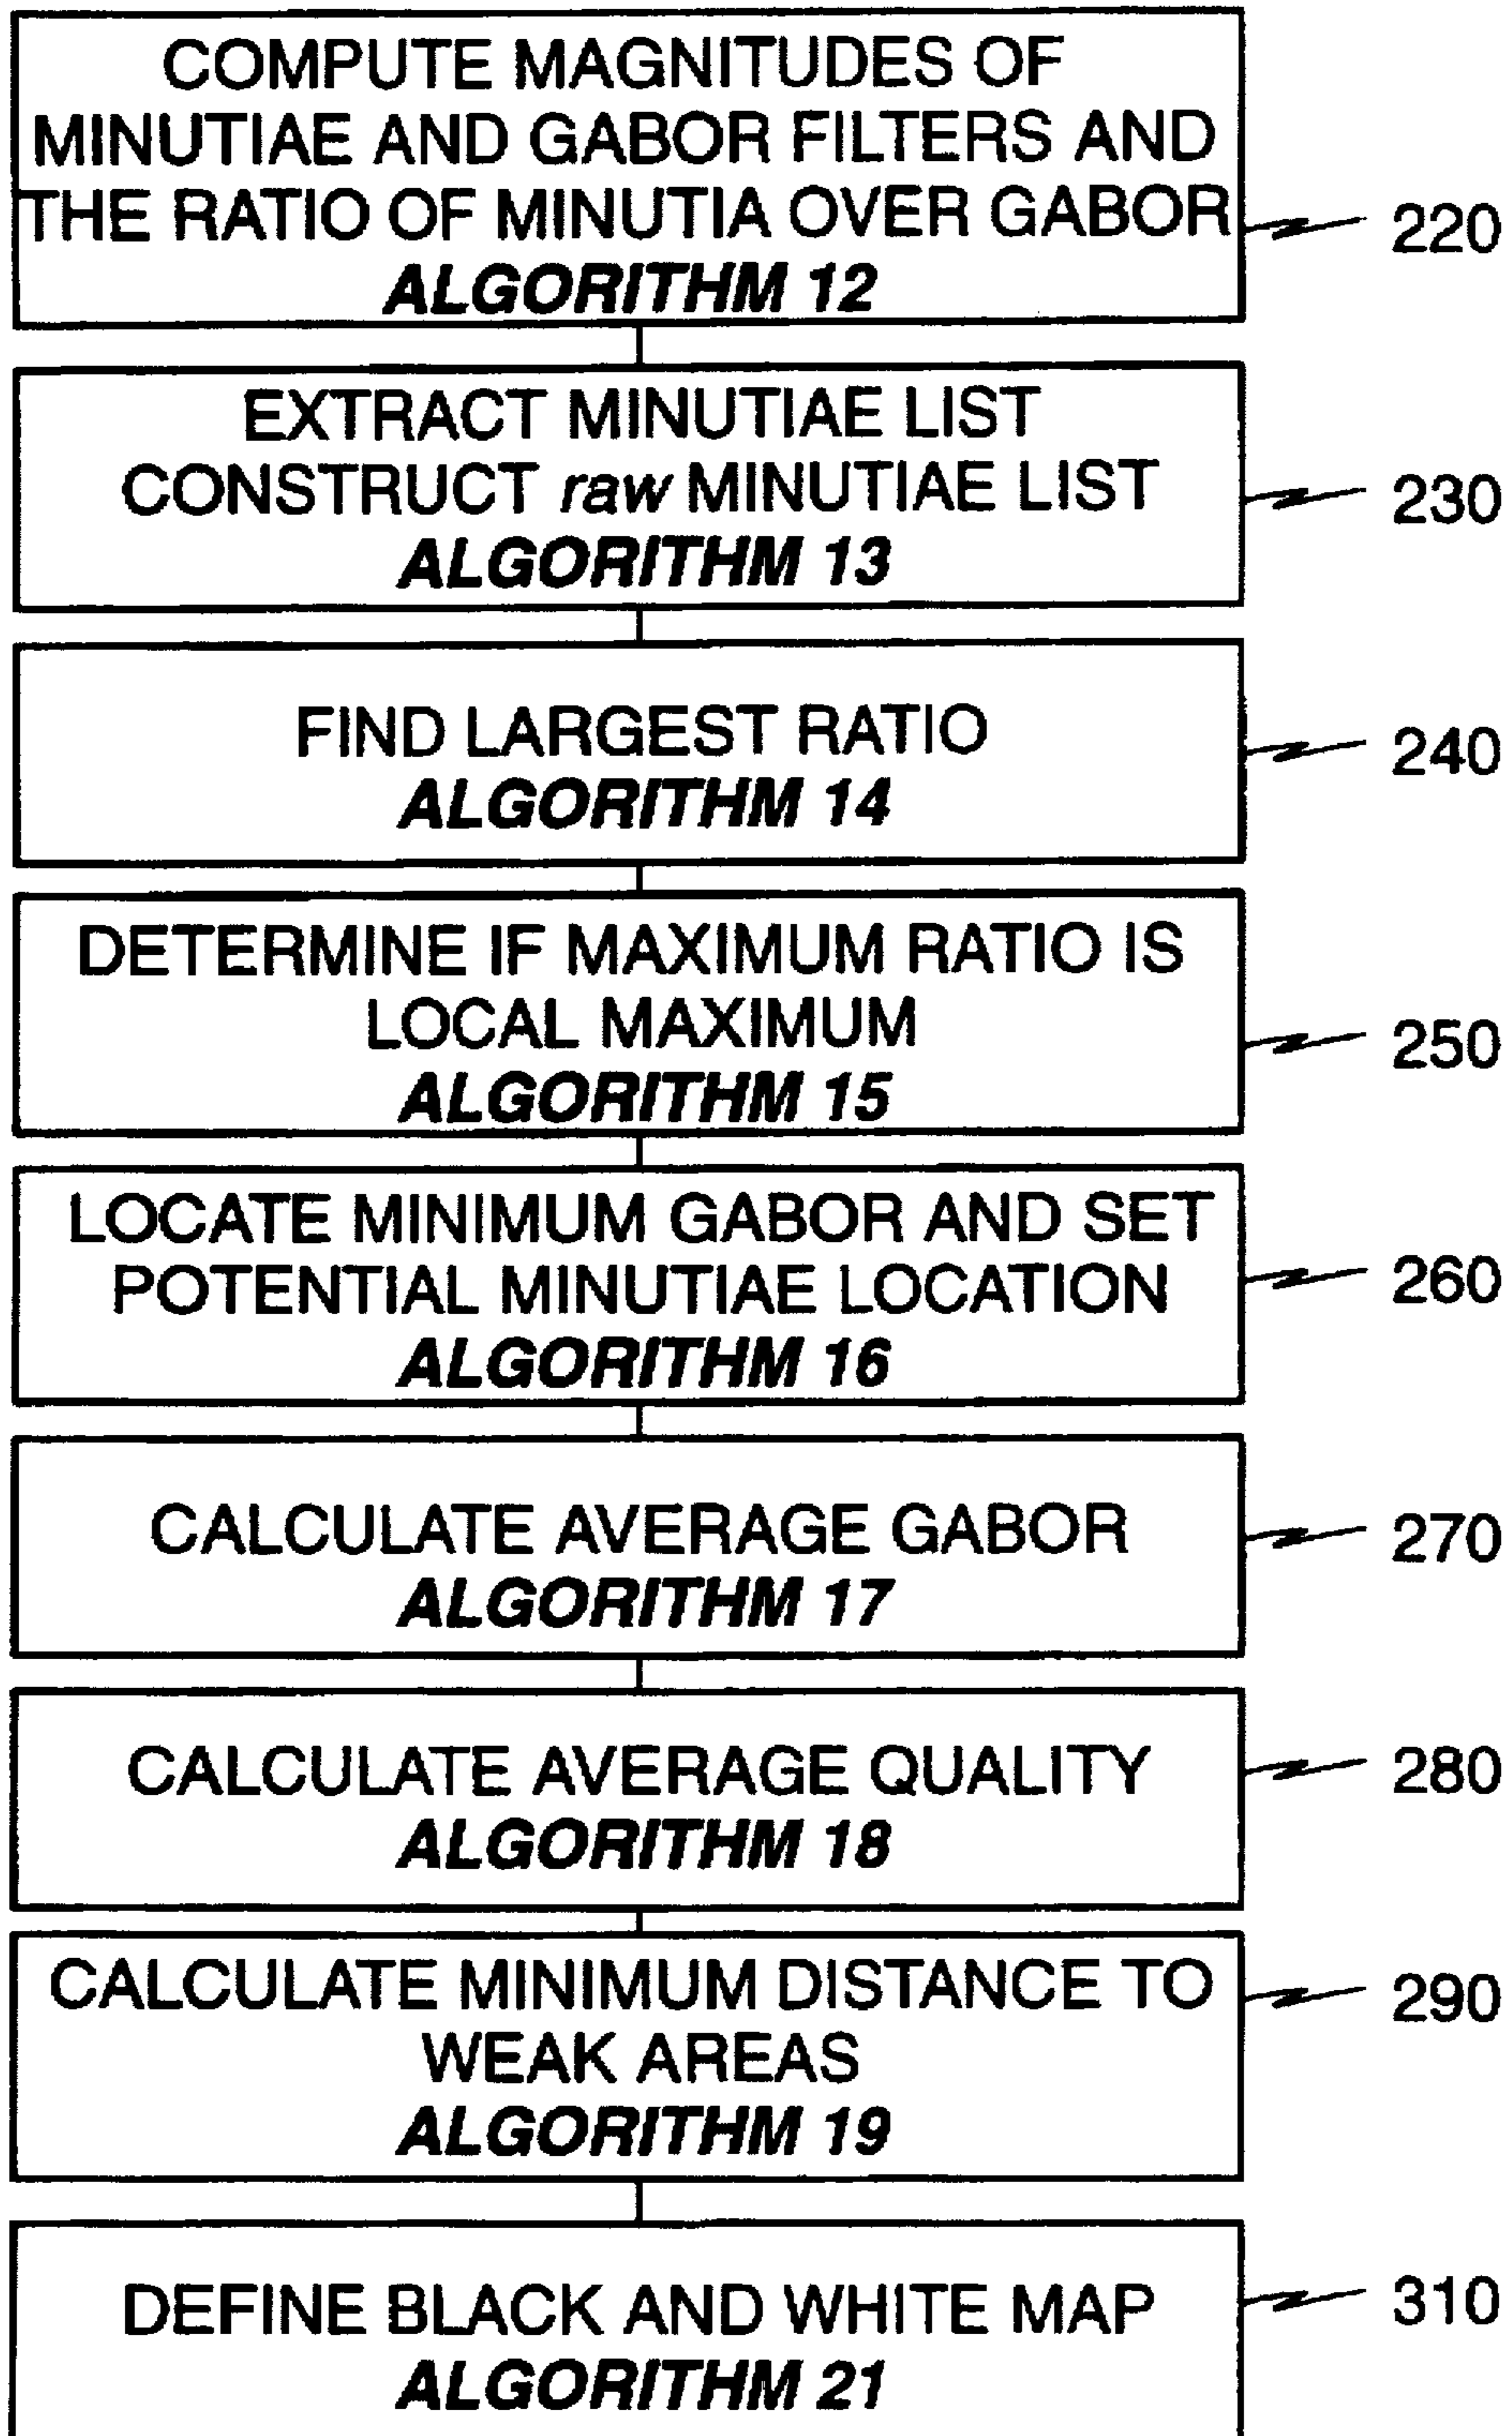 COMPUTE MAGNITUDES OF
MINUTIAE AND GABOR FILTERS AND
THE RATIO OF MINUTIA OVER GABOR
ALGORITHM 12
220
EXTRACT MINUTIAE LIST
CONSTRUCT raw MINUTIAE LIST
ALGORITHM 13
230
FIND LARGEST RATIO
ALGORITHM 14
240
DETERMINE IF MAXIMUM RATIO IS
LOCAL MAXIMUM
ALGORITHM 15
250
LOCATE MINIMUM GABOR AND SET
POTENTIAL MINUTIAE LOCATION
ALGORITHM 16
260
CALCULATE AVERAGE GABOR
ALGORITHM 17
270
CALCULATE AVERAGE QUALITY
ALGORITHM 18
280
CALCULATE MINIMUM DISTANCE TO
WEAK AREAS
ALGORITHM 19
290
DEFINE BLACK AND WHITE MAP
ALGORITHM 21
310